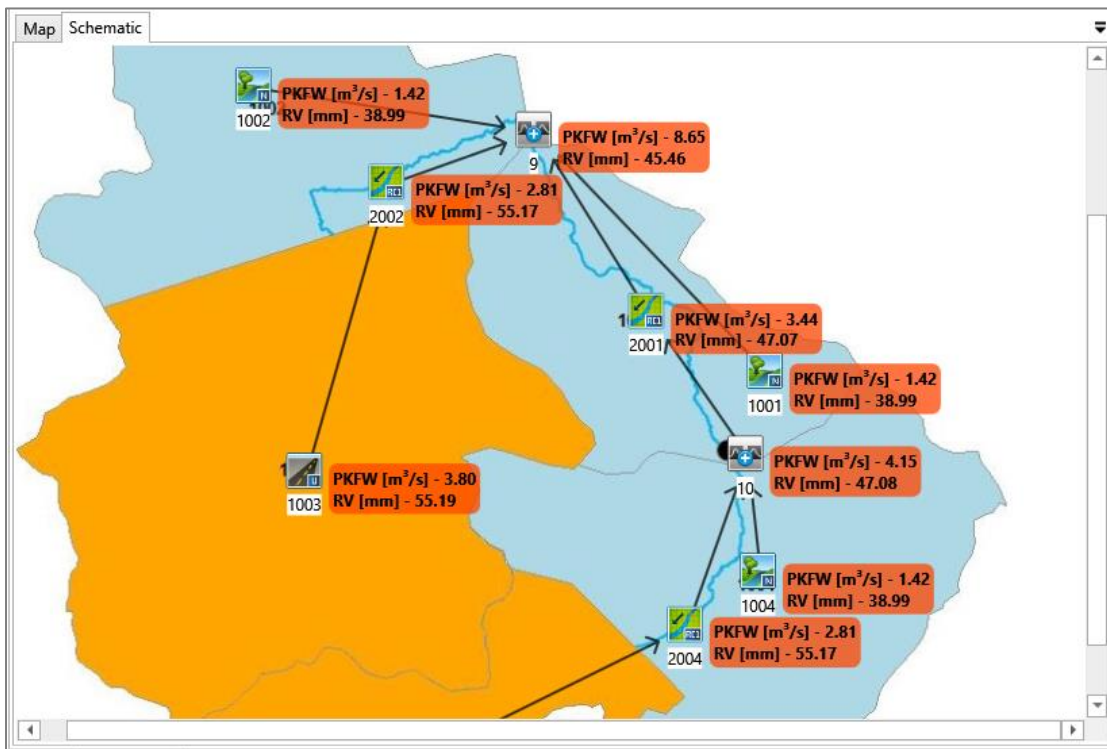 Map Schematic
PKFW [m³/s] - 1.42
RV [mm] - 38.99
1002
N
PKFW [m³/s] - 8.65
RV [mm] - 45.46
9
PKFW [m³/s] - 2.81
RV [mm] - 55.17
RC1
2002
PKFW [m³/s] - 3.44
RV [mm] - 47.07
RC1
2001
PKFW [m³/s] - 1.42
RV [mm] - 38.99
N
1001
PKFW [m³/s] - 4.15
RV [mm] - 47.08
10
PKFW [m³/s] - 3.80
RV [mm] - 55.19
U
1003
PKFW [m³/s] - 1.42
RV [mm] - 38.99
N
1004
PKFW [m³/s] - 2.81
RV [mm] - 55.17
RC1
2004